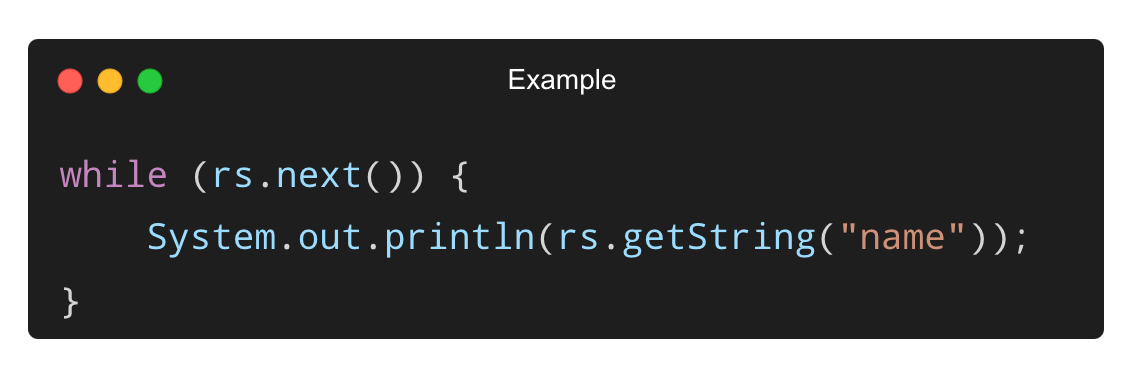 Example
while (rs.next()) {
    System.out.println(rs.getString("name"));
}